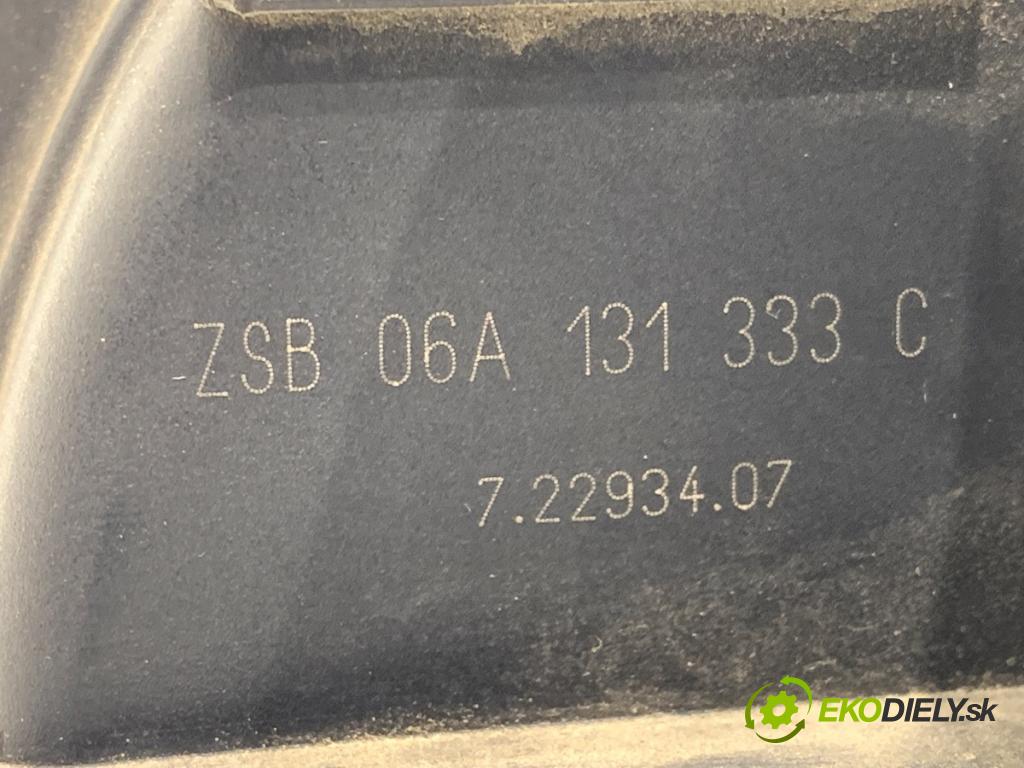 ZSB 06A 131 333 C
7.22934.07
EKODIELY.sk